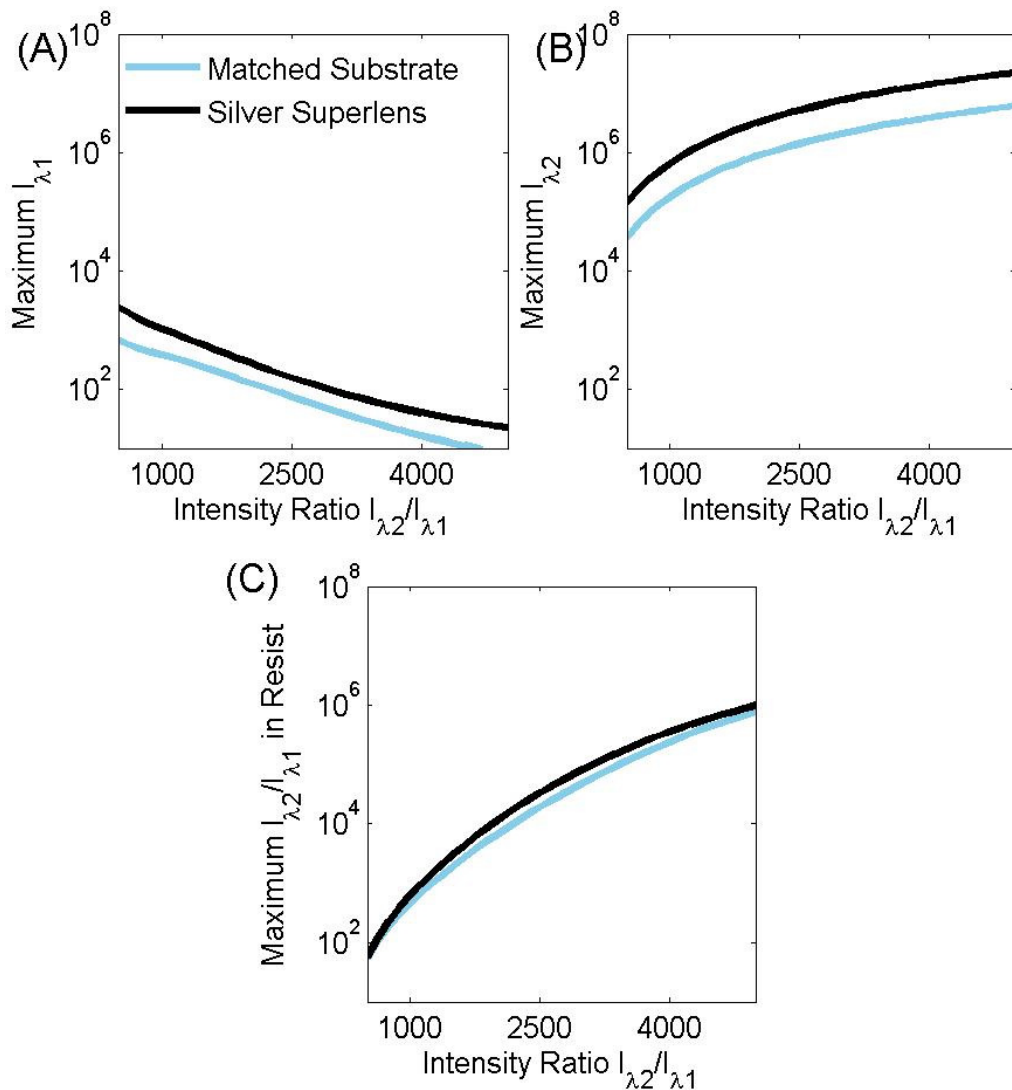 (A)
10^8
10^6
10^4
10^2
Maximum I_λ1
Matched Substrate
Silver Superlens
1000 2500 4000
Intensity Ratio I_λ2/I_λ1
(B)
10^8
10^6
10^4
10^2
Maximum I_λ2
1000 2500 4000
Intensity Ratio I_λ2/I_λ1
(C)
10^8
10^6
10^4
10^2
Maximum I_λ2/I_λ1 in Resist
1000 2500 4000
Intensity Ratio I_λ2/I_λ1